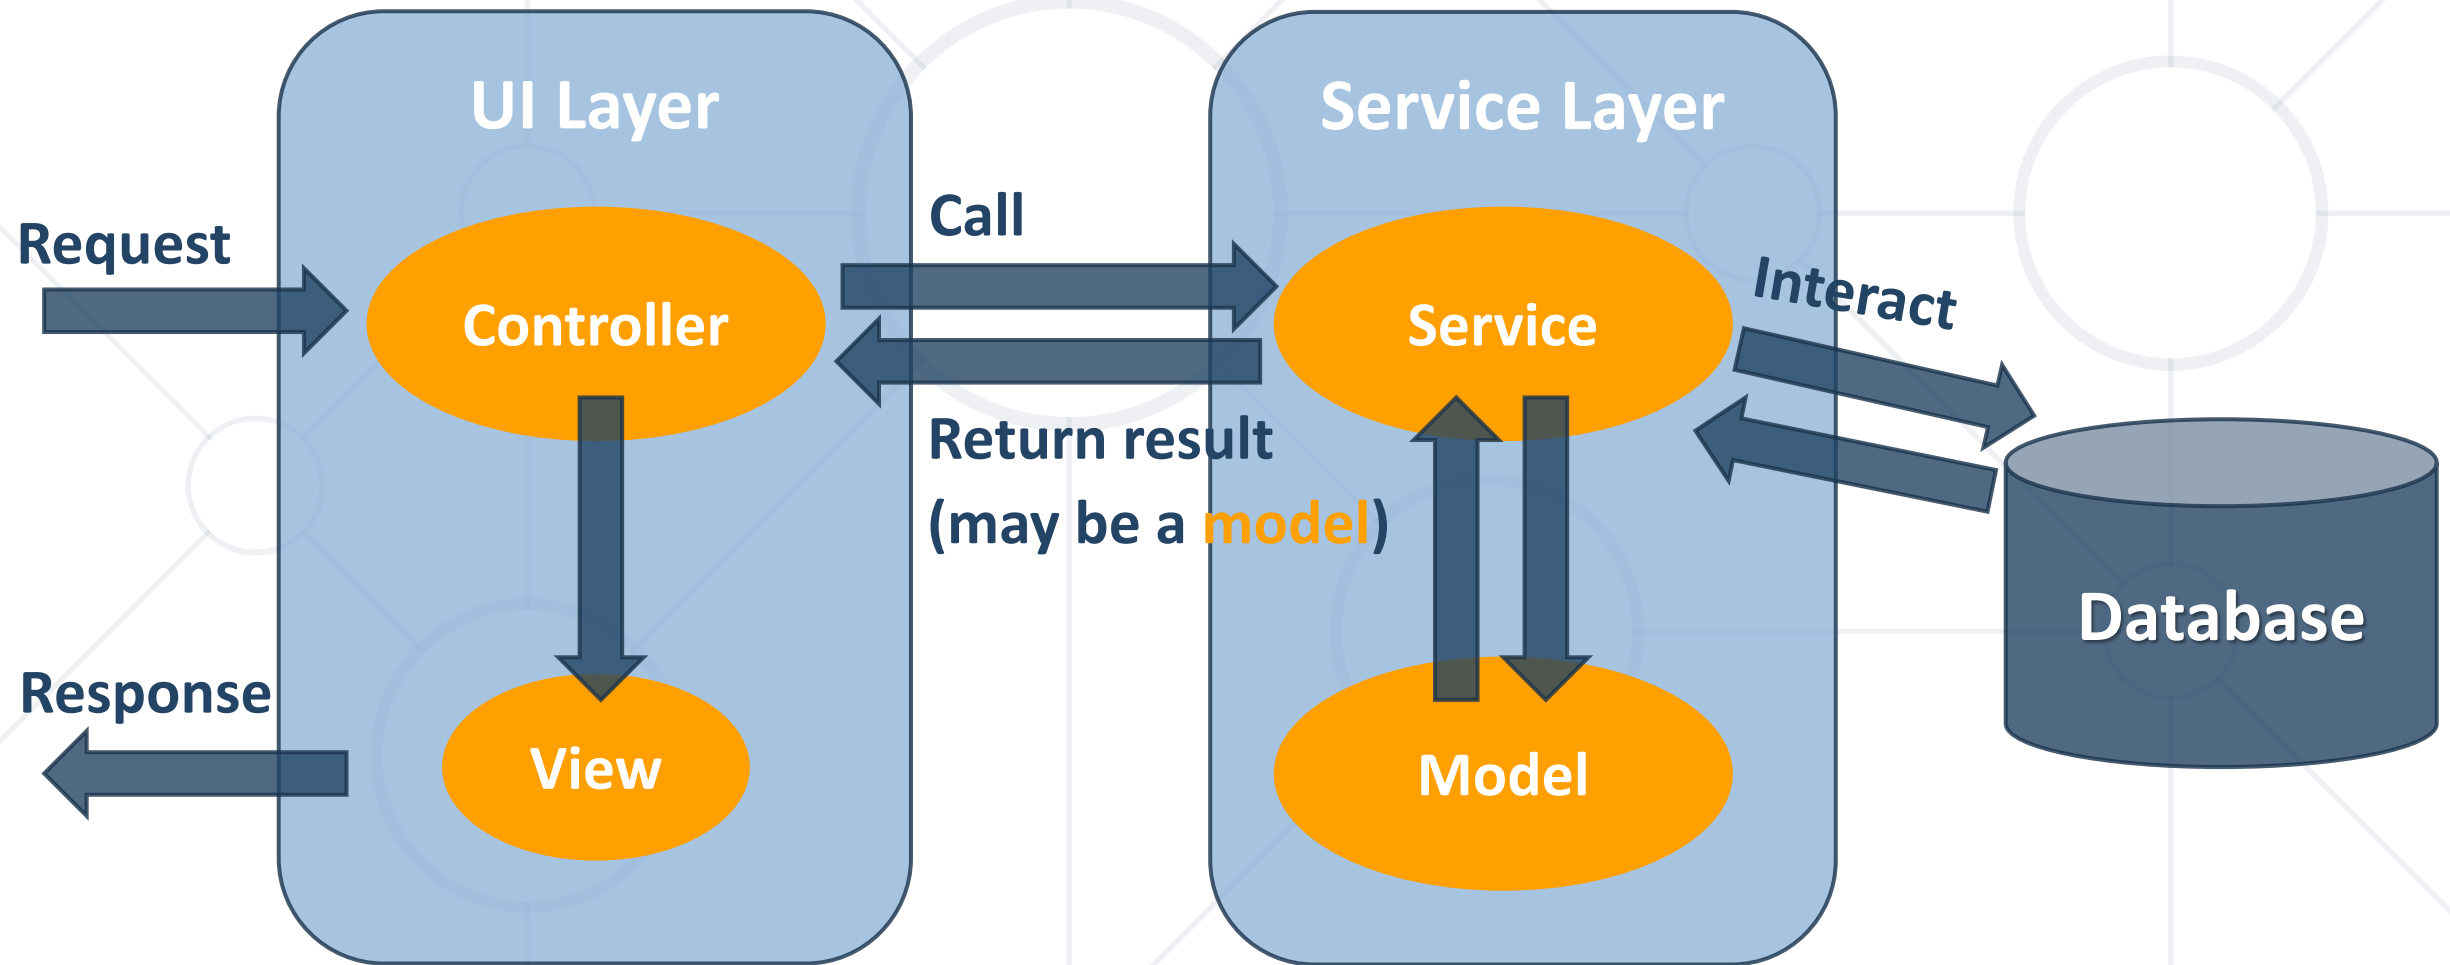 UI Layer
Service Layer
Request
Controller
Call
Service
Interact
Return result
(may be a model)
Database
Response
View
Model